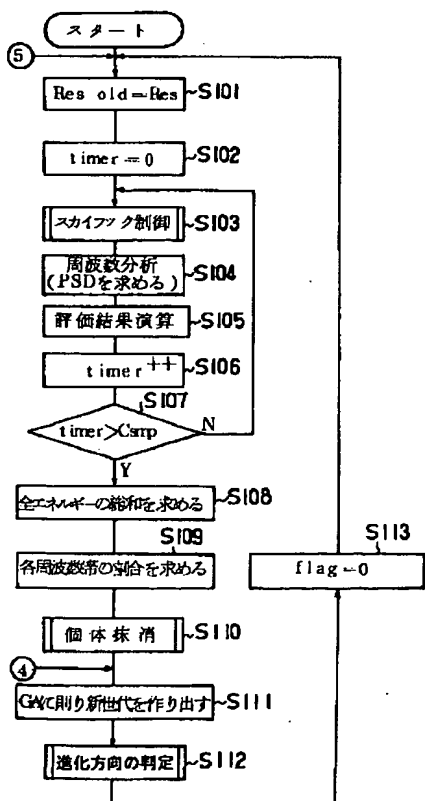 スタート
⑤
Res old=Res
S101
timer=0
S102
スカイフック制御
S103
周波数分析
(PSDを求める)
S104
評価結果演算
S105
timer++
S106
S107
timer>Csmp
N
Y
全エネルギーの総和を求める
S108
S109
各周波数帯の割合を求める
S113
flag=0
個体抹消
S110
④
GAに則り新世代を作り出す
S111
進化方向の判定
S112